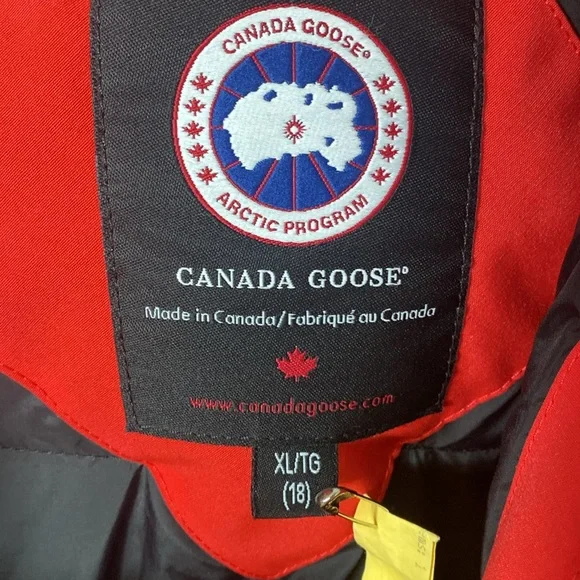 CANADA GOOSE®
ARCTIC PROGRAM
CANADA GOOSE®
Made in Canada/Fabriqué au Canada
www.canadagoose.com
XL/TG
(18)